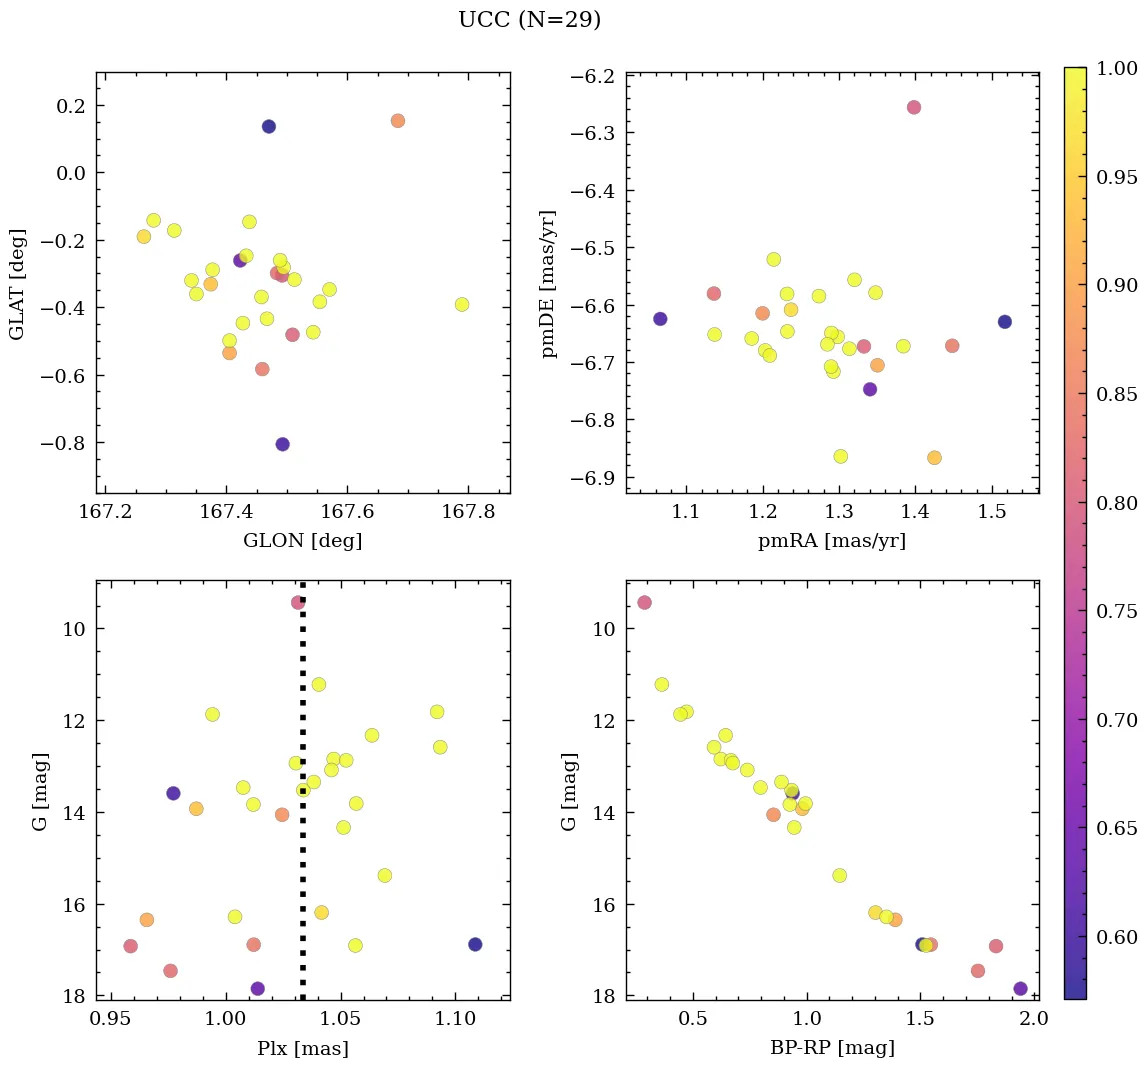 UCC (N=29)
0.2
0.0
−0.2
−0.4
−0.6
−0.8
GLAT [deg]
167.2 167.4 167.6 167.8
GLON [deg]
−6.2
−6.3
−6.4
−6.5
−6.6
−6.7
−6.8
−6.9
pmDE [mas/yr]
1.1 1.2 1.3 1.4 1.5
pmRA [mas/yr]
10
12
14
16
18
G [mag]
0.95 1.00 1.05 1.10
Plx [mas]
10
12
14
16
18
G [mag]
0.5 1.0 1.5 2.0
BP-RP [mag]
1.00
0.95
0.90
0.85
0.80
0.75
0.70
0.65
0.60